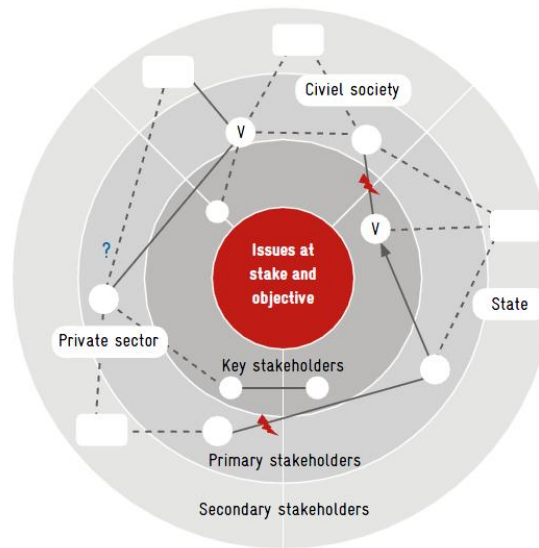 Civiel society
V
V
?
Issues at
stake and
objective
State
Private sector
Key stakeholders
Primary stakeholders
Secondary stakeholders